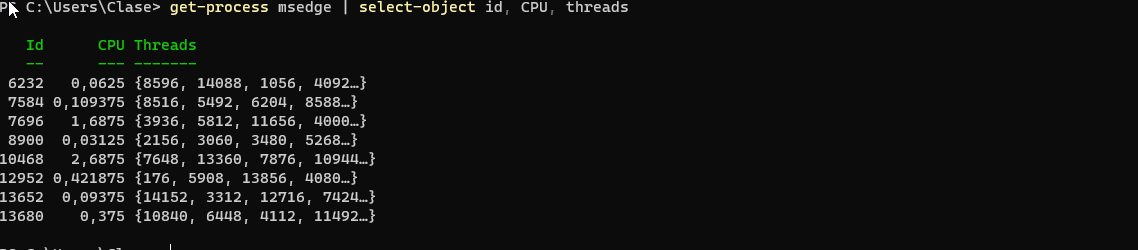 PS C:\Users\Clase> get-process msedge | select-object id, CPU, threads
Id CPU Threads
-- --- -------
6232 0,0625 {8596, 14088, 1056, 4092…}
7584 0,109375 {8516, 5492, 6204, 8588…}
7696 1,6875 {3936, 5812, 11656, 4000…}
8900 0,03125 {2156, 3060, 3480, 5268…}
10468 2,6875 {7648, 13360, 7876, 10944…}
12952 0,421875 {176, 5908, 13856, 4080…}
13652 0,09375 {14152, 3312, 12716, 7424…}
13680 0,375 {10840, 6448, 4112, 11492…}